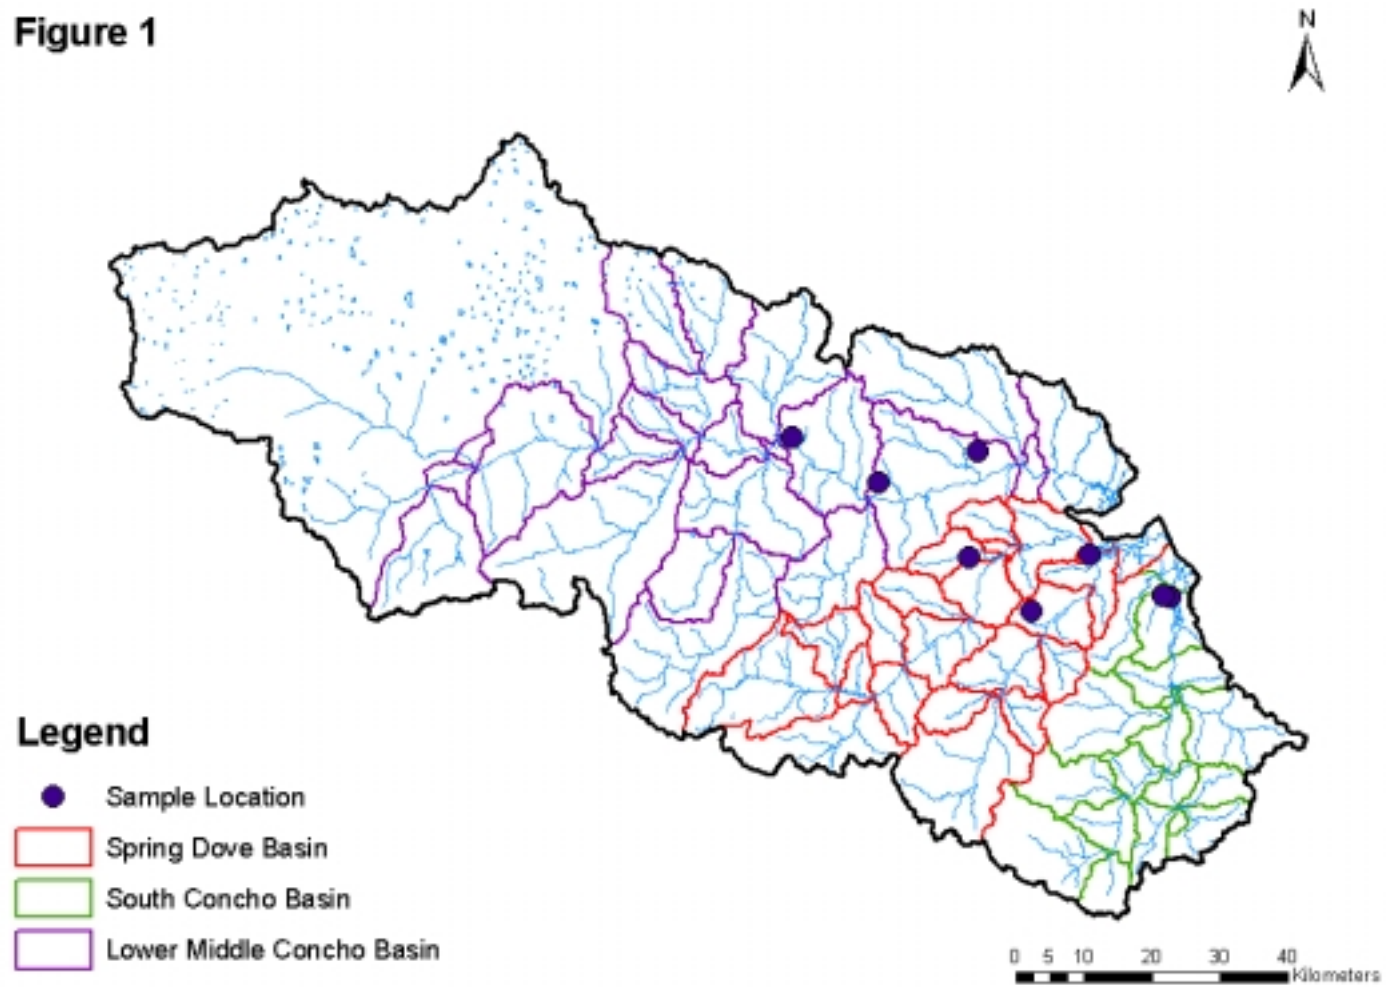 Figure 1
N
Legend
Sample Location
Spring Dove Basin
South Concho Basin
Lower Middle Concho Basin
0 5 10 20 30 40
Kilometers